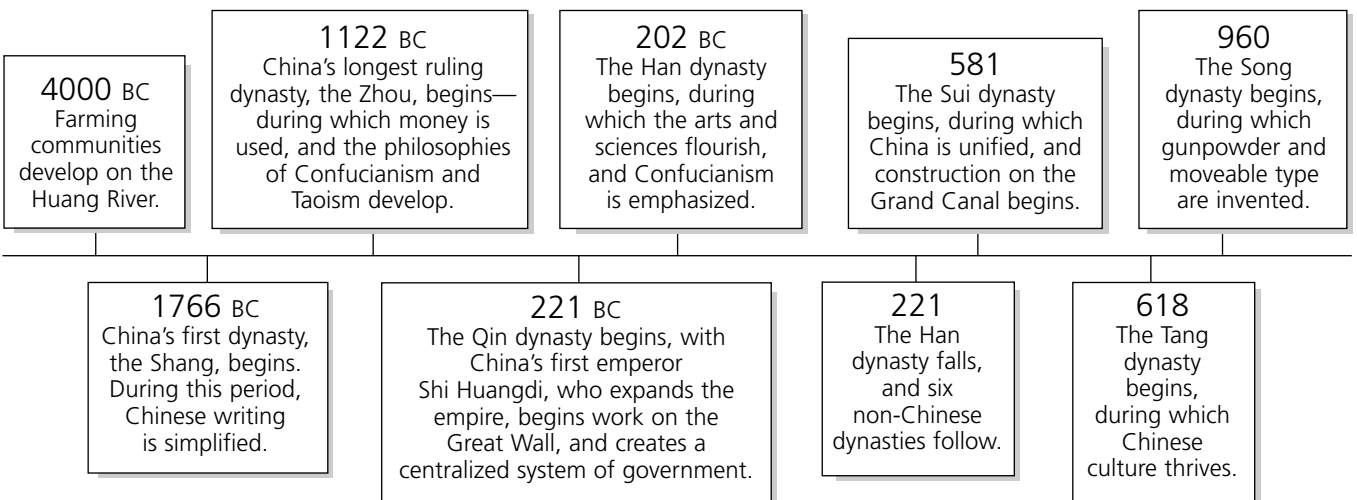 4000 BC
Farming
communities
develop on the
Huang River.
1766 BC
China's first dynasty,
the Shang, begins.
During this period,
Chinese writing
is simplified.
1122 BC
China's longest ruling
dynasty, the Zhou, begins—
during which money is
used, and the philosophies
of Confucianism and
Taoism develop.
221 BC
The Qin dynasty begins, with
China's first emperor
Shi Huangdi, who expands the
empire, begins work on the
Great Wall, and creates a
centralized system of government.
202 BC
The Han dynasty
begins, during
which the arts and
sciences flourish,
and Confucianism
is emphasized.
221
The Han
dynasty falls,
and six
non-Chinese
dynasties follow.
581
The Sui dynasty
begins, during which
China is unified, and
construction on the
Grand Canal begins.
618
The Tang
dynasty
begins,
during which
Chinese
culture thrives.
960
The Song
dynasty begins,
during which
gunpowder and
moveable type
are invented.